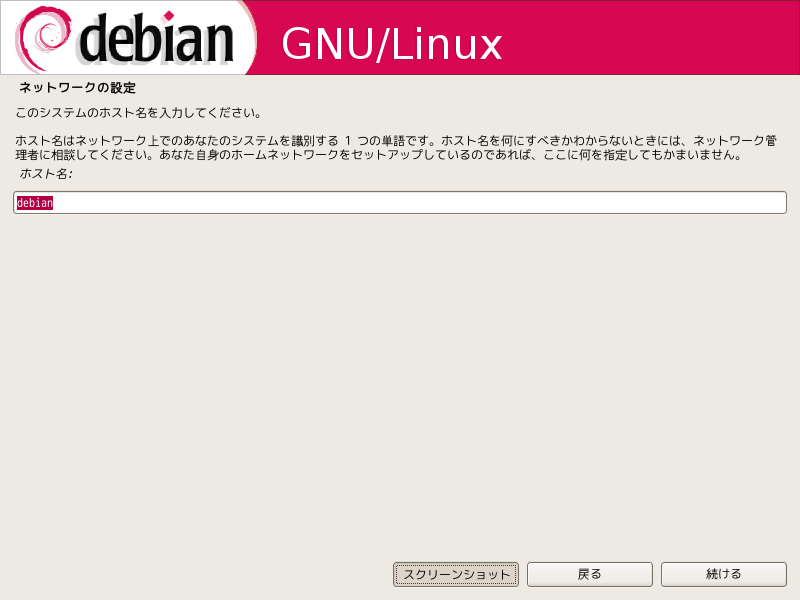 debian GNU/Linux
ネットワークの設定
このシステムのホスト名を入力してください。
ホスト名はネットワーク上でのあなたのシステムを識別する 1 つの単語です。ホスト名を何にすべきかわからないときには、ネットワーク管
理者に相談してください。あなた自身のホームネットワークをセットアップしているのであれば、ここに何を指定してもかまいません。
ホスト名:
debian
スクリーンショット 戻る 続ける